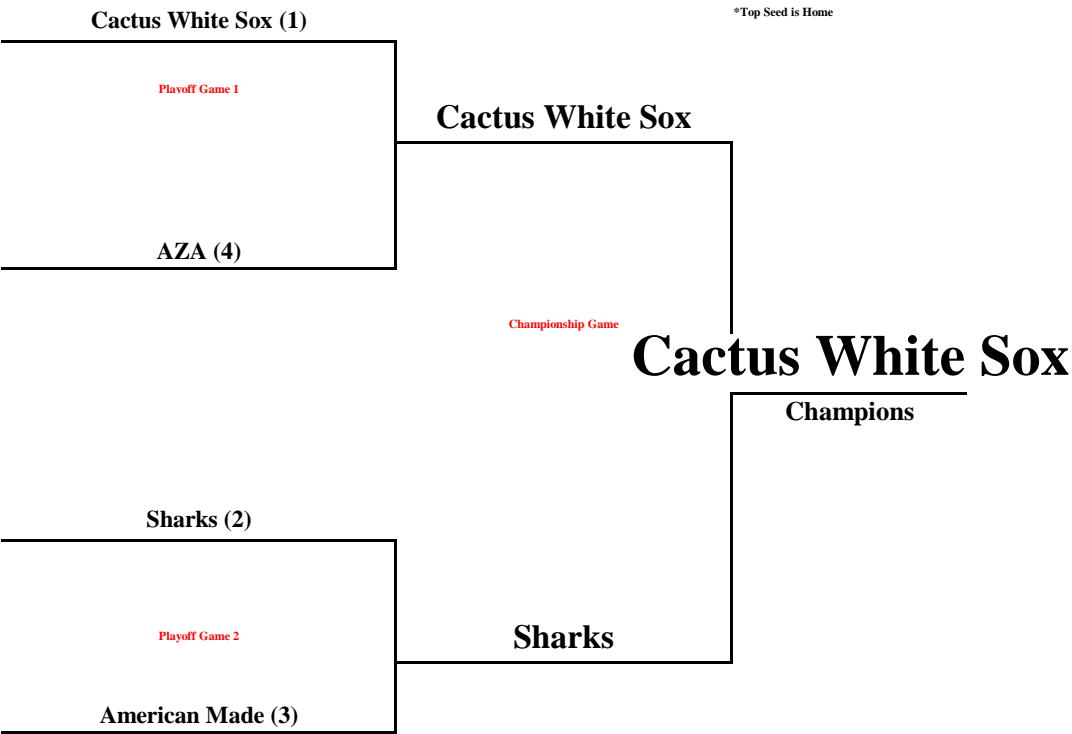 Cactus White Sox (1)
*Top Seed is Home
Playoff Game 1
Cactus White Sox
AZA (4)
Championship Game
Cactus White Sox
Champions
Sharks (2)
Playoff Game 2
Sharks
American Made (3)